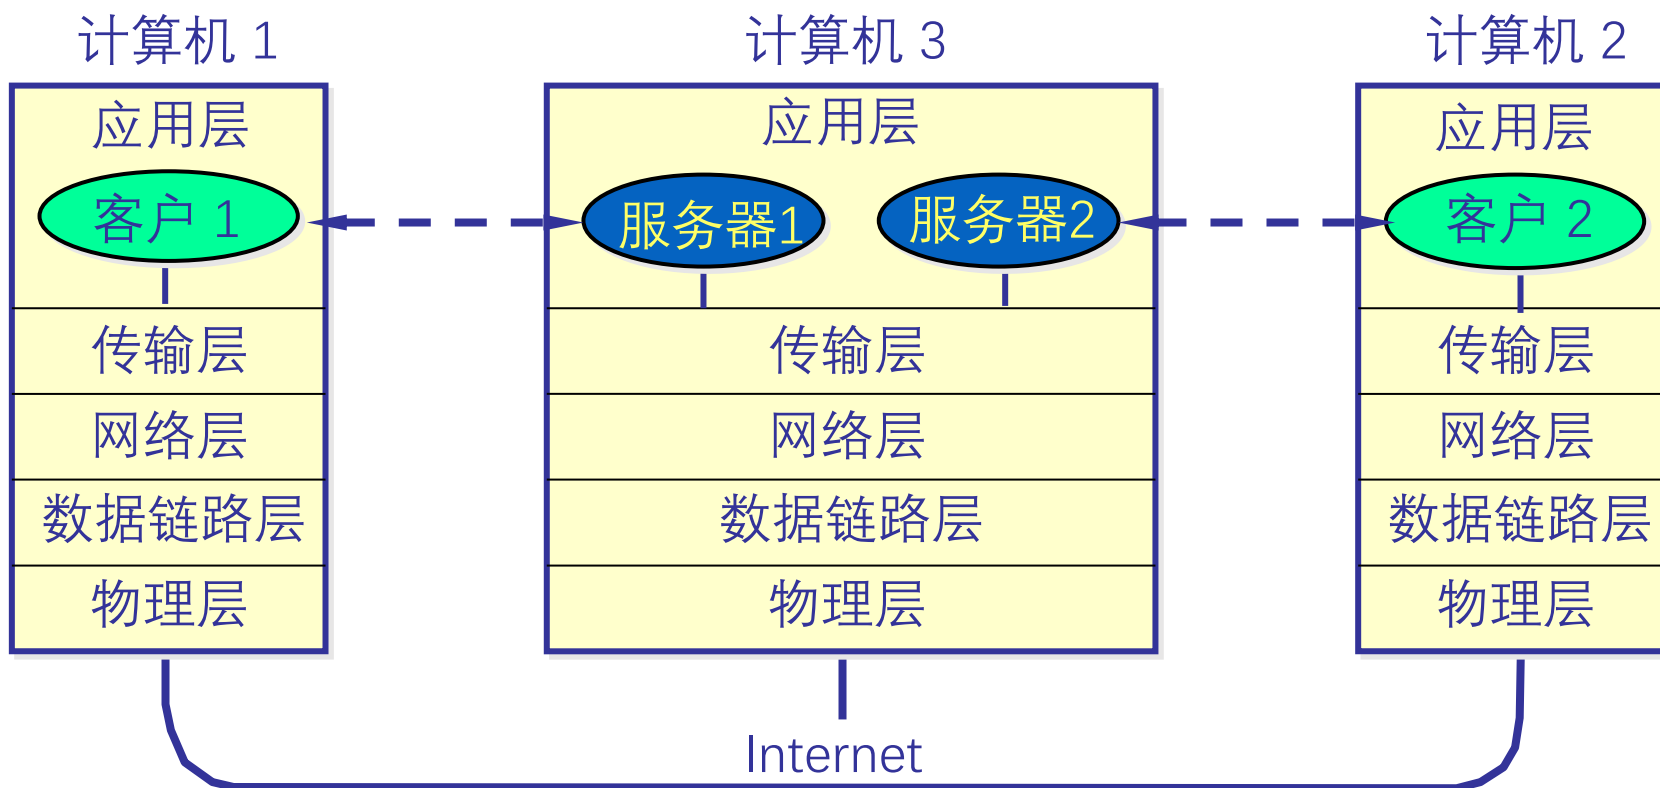 计算机 1
计算机 3
计算机 2
应用层
应用层
应用层
客户 1
服务器1
服务器2
客户 2
传输层
传输层
传输层
网络层
网络层
网络层
数据链路层
数据链路层
数据链路层
物理层
物理层
物理层
Internet